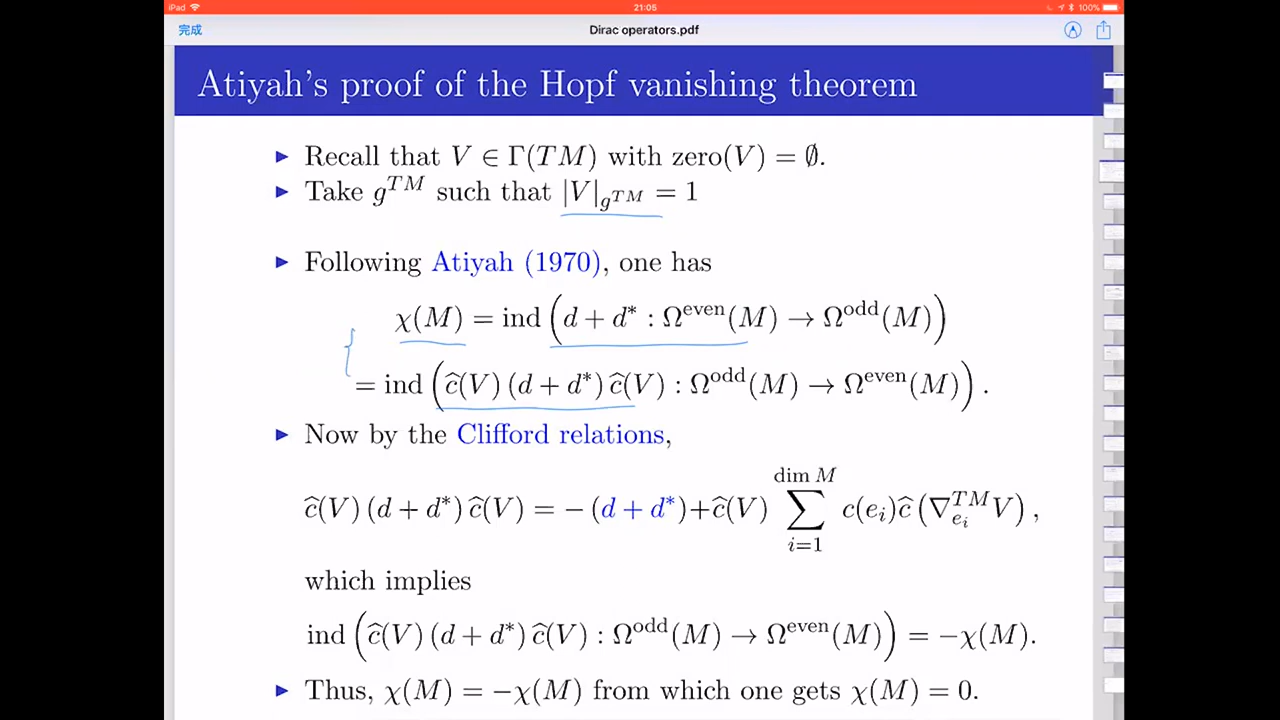 iPad 21:05 100%
完成 Dirac operators.pdf
Atiyah's proof of the Hopf vanishing theorem
▶ Recall that V ∈ Γ(TM) with zero(V) = ∅.
▶ Take g^{TM} such that |V|_{g^{TM}} = 1
▶ Following Atiyah (1970), one has
χ(M) = ind (d + d* : Ω^{even}(M) → Ω^{odd}(M))
= ind (ĉ(V) (d + d*) ĉ(V) : Ω^{odd}(M) → Ω^{even}(M)).
▶ Now by the Clifford relations,
ĉ(V) (d + d*) ĉ(V) = − (d + d*)+ĉ(V) ∑_{i=1}^{dim M} c(e_i)ĉ (∇^{TM}_{e_i} V) ,
which implies
ind (ĉ(V) (d + d*) ĉ(V) : Ω^{odd}(M) → Ω^{even}(M)) = −χ(M).
▶ Thus, χ(M) = −χ(M) from which one gets χ(M) = 0.